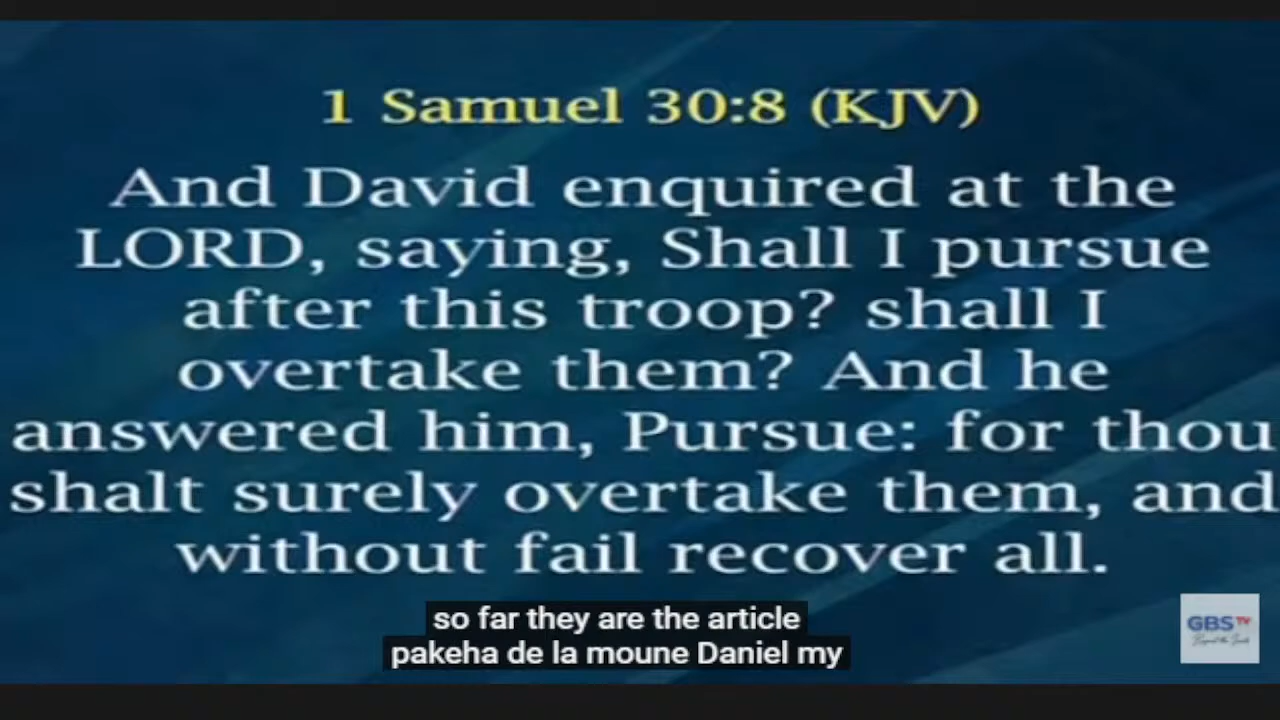 1 Samuel 30:8 (KJV)
And David enquired at the
LORD, saying, Shall I pursue
after this troop? shall I
overtake them? And he
answered him, Pursue: for thou
shalt surely overtake them, and
without fail recover all.
so far they are the article
pakeha de la moune Daniel my
GBS TV